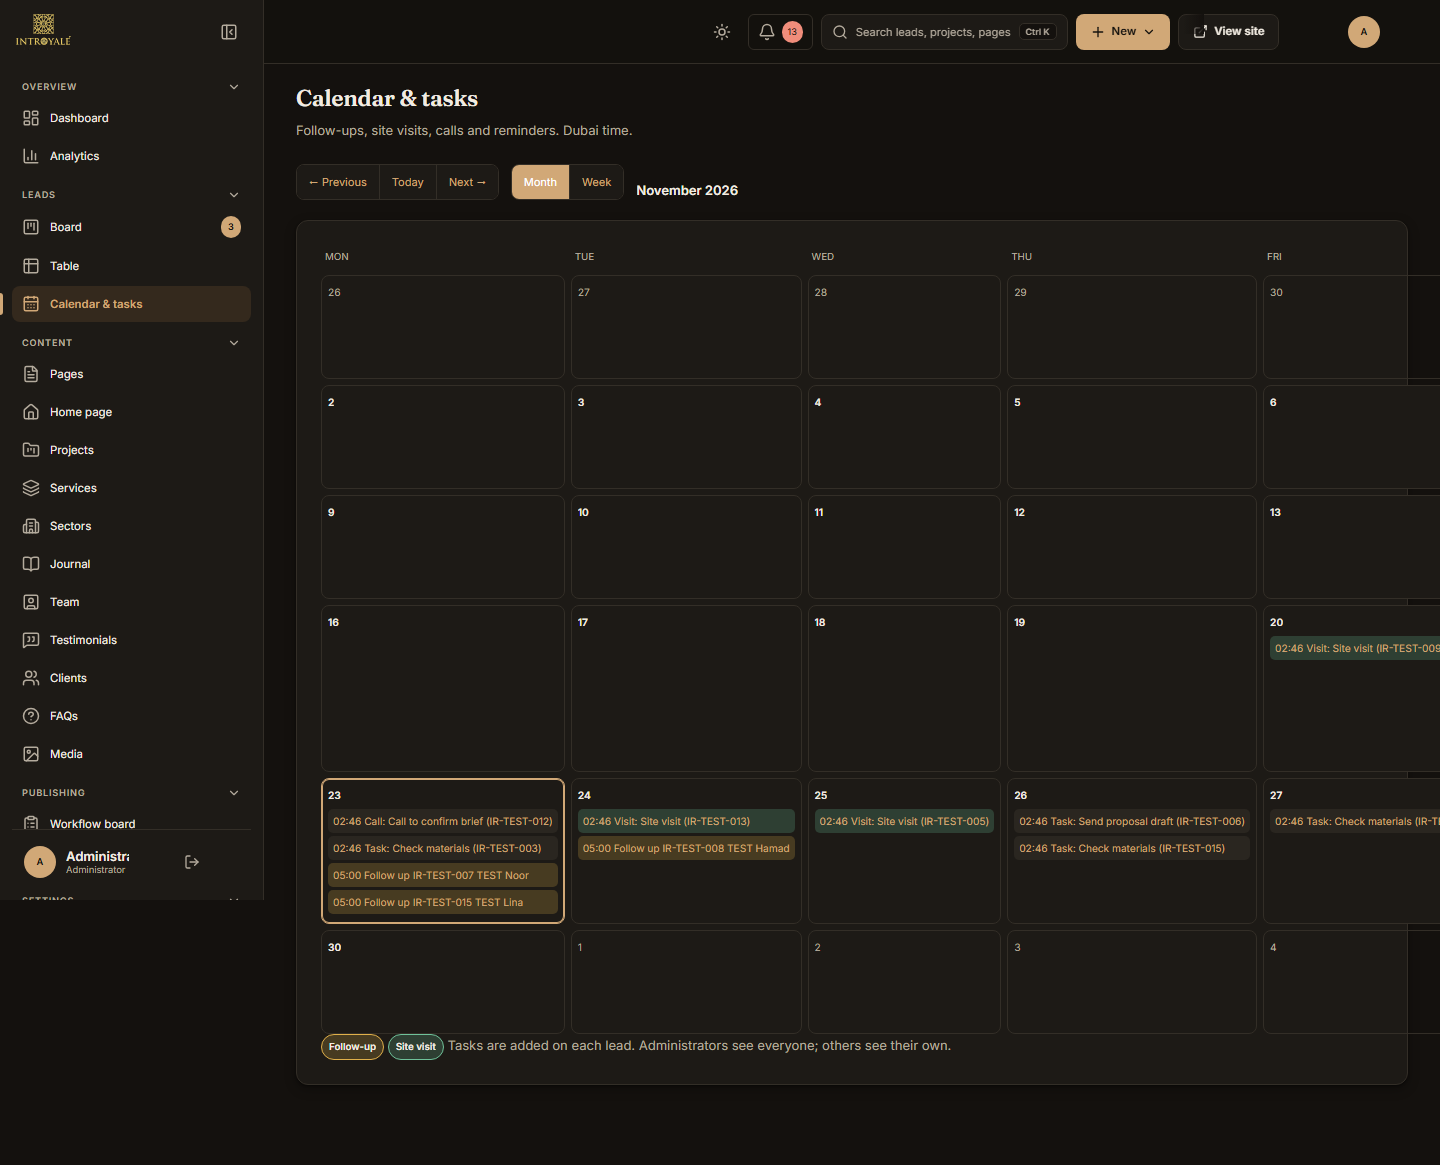 INTROYALE
OVERVIEW
Dashboard
Analytics
LEADS
Board 3
Table
Calendar & tasks
CONTENT
Pages
Home page
Projects
Services
Sectors
Journal
Team
Testimonials
Clients
FAQs
Media
PUBLISHING
Workflow board
A Administra
Administrator
SETTINGS
13 Search leads, projects, pages Ctrl K + New View site A
Calendar & tasks
Follow-ups, site visits, calls and reminders. Dubai time.
← Previous Today Next → Month Week November 2026
MON TUE WED THU FRI
26 27 28 29 30
2 3 4 5 6
9 10 11 12 13
16 17 18 19 20
02:46 Visit: Site visit (IR-TEST-009
23 24 25 26 27
02:46 Call: Call to confirm brief (IR-TEST-012) 02:46 Visit: Site visit (IR-TEST-013) 02:46 Visit: Site visit (IR-TEST-005) 02:46 Task: Send proposal draft (IR-TEST-006) 02:46 Task: Check materials (IR-T
02:46 Task: Check materials (IR-TEST-003) 05:00 Follow up IR-TEST-008 TEST Hamad 02:46 Task: Check materials (IR-TEST-015)
05:00 Follow up IR-TEST-007 TEST Noor
05:00 Follow up IR-TEST-015 TEST Lina
30 1 2 3 4
Follow-up Site visit Tasks are added on each lead. Administrators see everyone; others see their own.